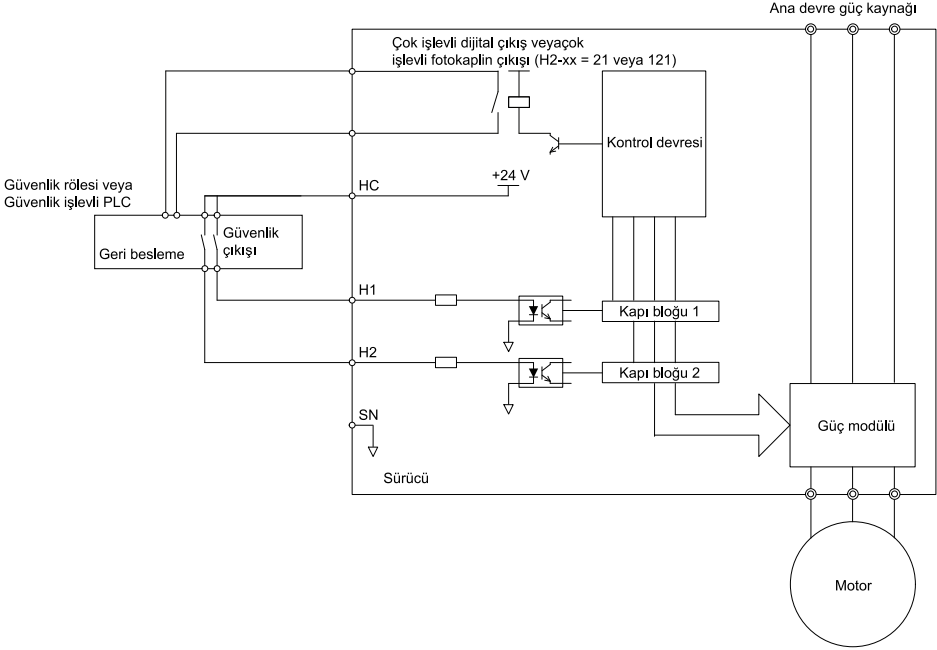 Ana devre güç kaynağı
Çok işlevli dijital çıkış veyaçok
işlevli fotokaplin çıkışı (H2-xx = 21 veya 121)
Kontrol devresi
+24 V
HC
Güvenlik rölesi veya
Güvenlik işlevli PLC
Güvenlik
çıkışı
Geri besleme
H1
Kapı bloğu 1
H2
Kapı bloğu 2
SN
Güç modülü
Sürücü
Motor